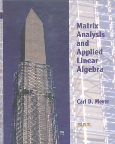 Matrix
Analysis
and
Applied
Linear
Algebra
Carl D. Meyer